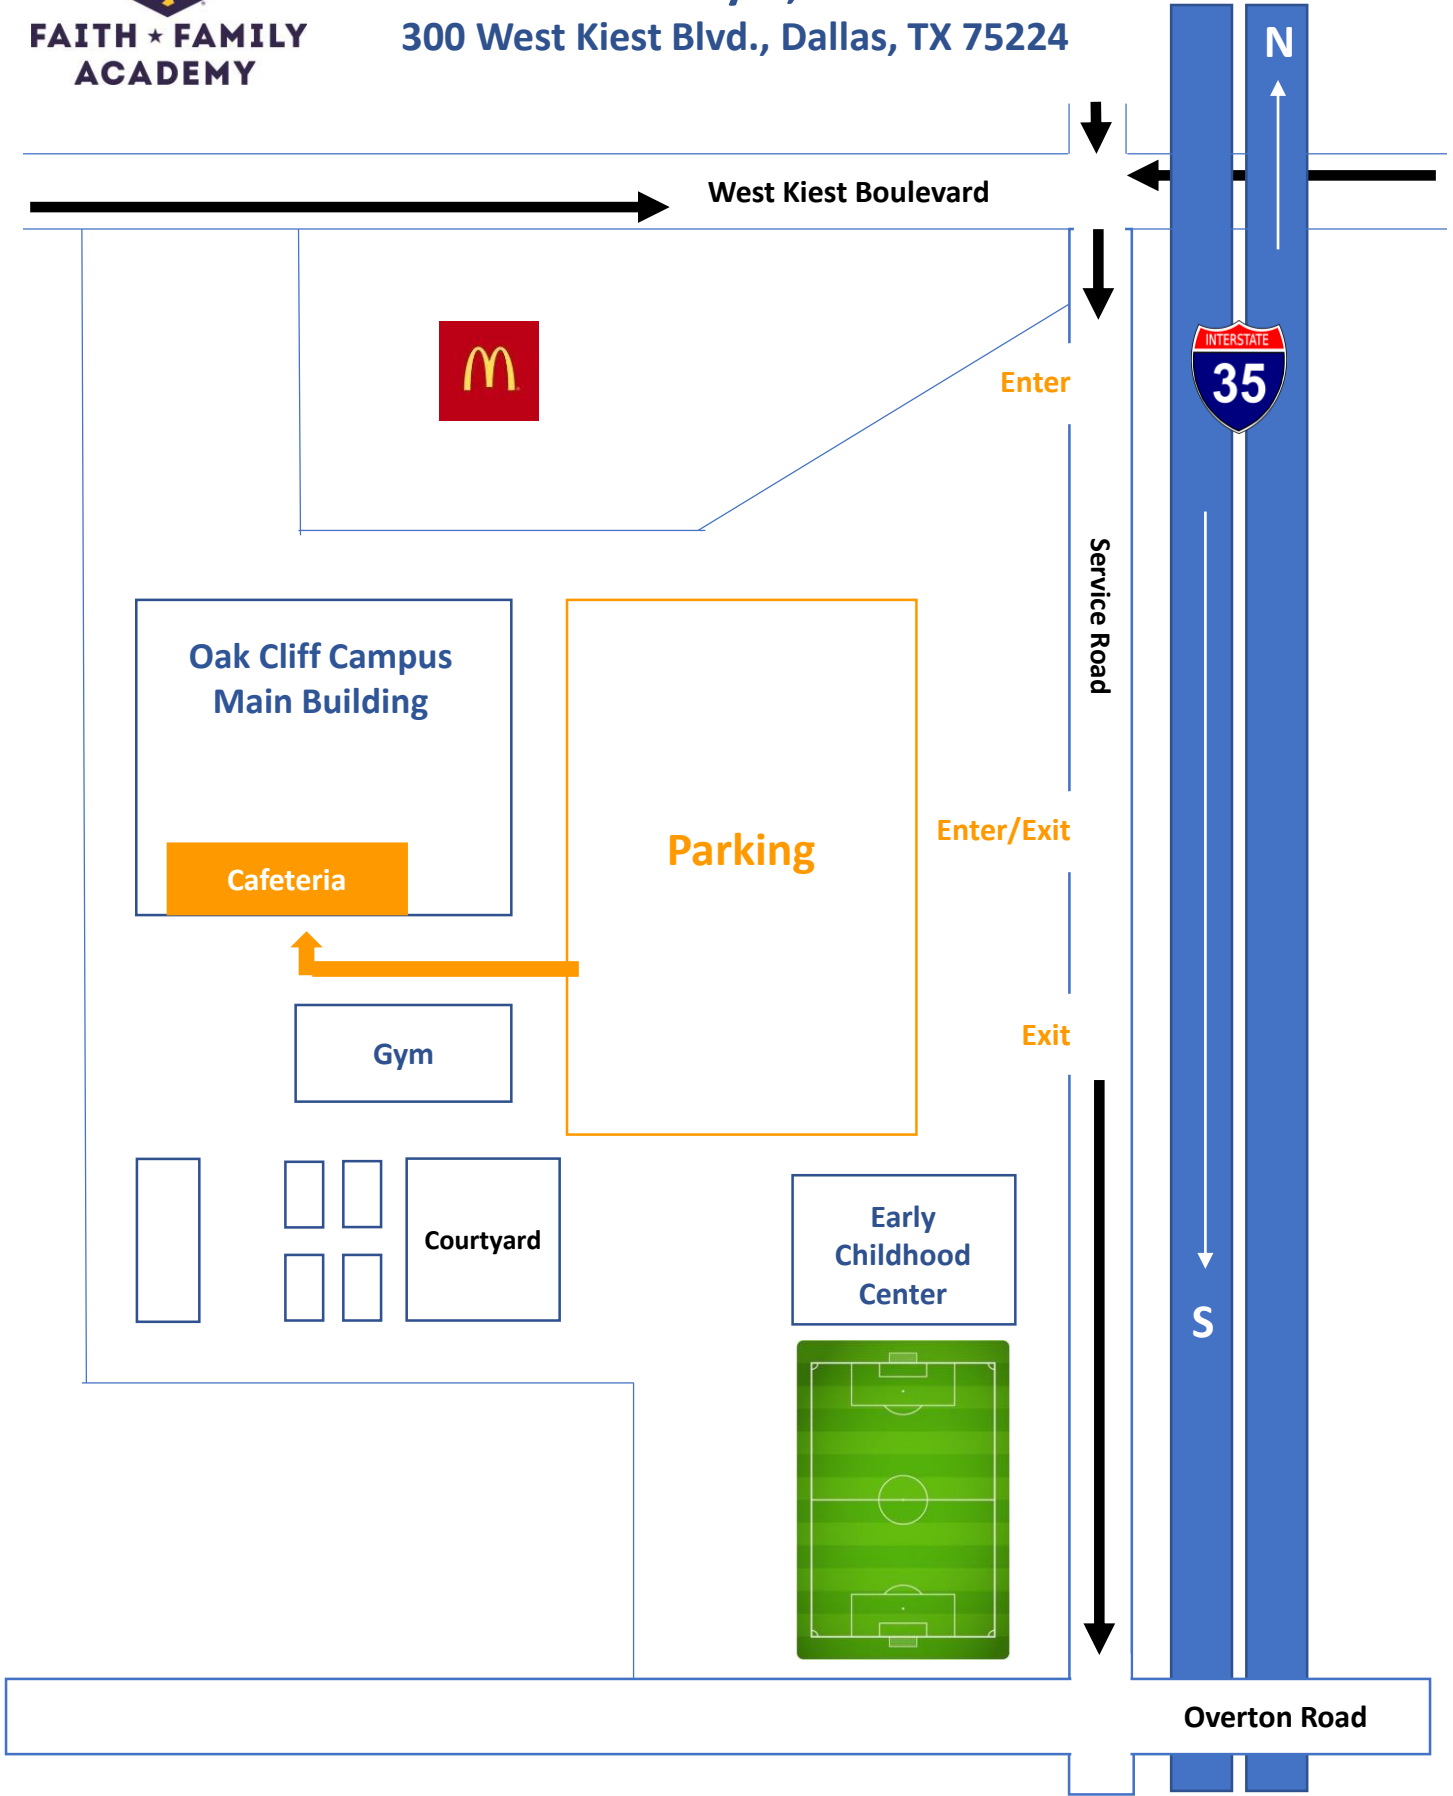 FAITH ★ FAMILY
ACADEMY
300 West Kiest Blvd., Dallas, TX 75224
N
West Kiest Boulevard
INTERSTATE
35
Enter
Service Road
Oak Cliff Campus
Main Building
Parking
Enter/Exit
Cafeteria
Exit
Gym
Early
Childhood
Center
Courtyard
S
Overton Road